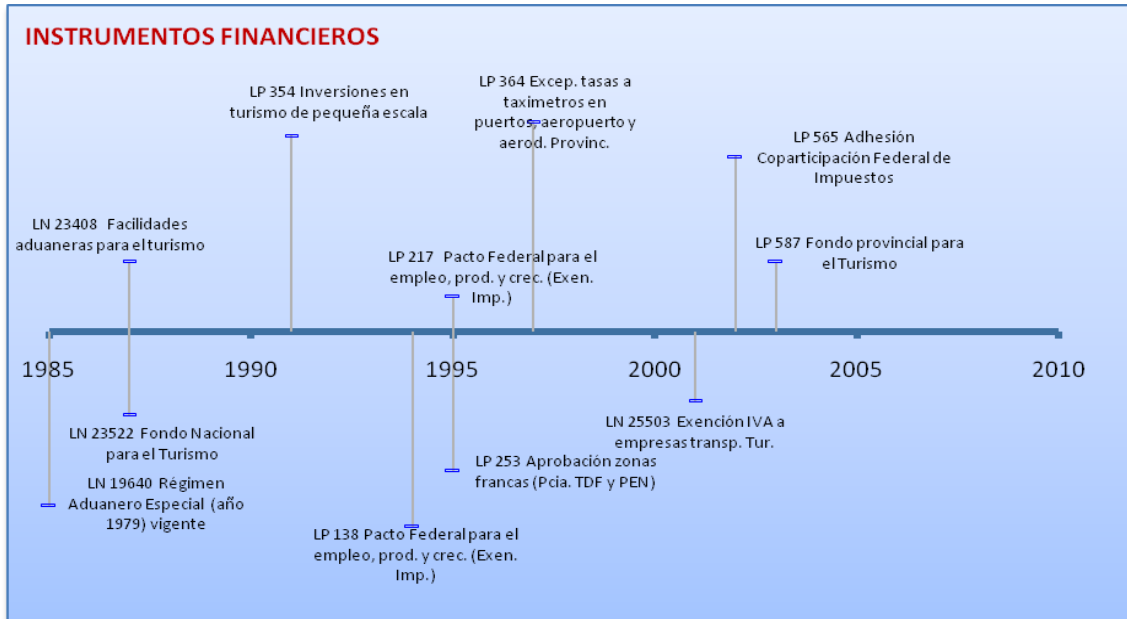 INSTRUMENTOS FINANCIEROS
LP 354 Inversiones en
turismo de pequeña escala
LP 364 Excep. tasas a
taxímetros en
puertos, aeropuerto y
aerod. Provinc.
LP 565 Adhesión
Coparticipación Federal de
Impuestos
LN 23408 Facilidades
aduaneras para el turismo
LP 217 Pacto Federal para el
empleo, prod. y crec. (Exen.
Imp.)
LP 587 Fondo provincial para
el Turismo
1985
1990
1995
2000
2005
2010
LN 23522 Fondo Nacional
para el Turismo
LN 19640 Régimen
Aduanero Especial (año
1979) vigente
LP 138 Pacto Federal para el
empleo, prod. y crec. (Exen.
Imp.)
LP 253 Aprobación zonas
francas (Pcia. TDF y PEN)
LN 25503 Exención IVA a
empresas transp. Tur.